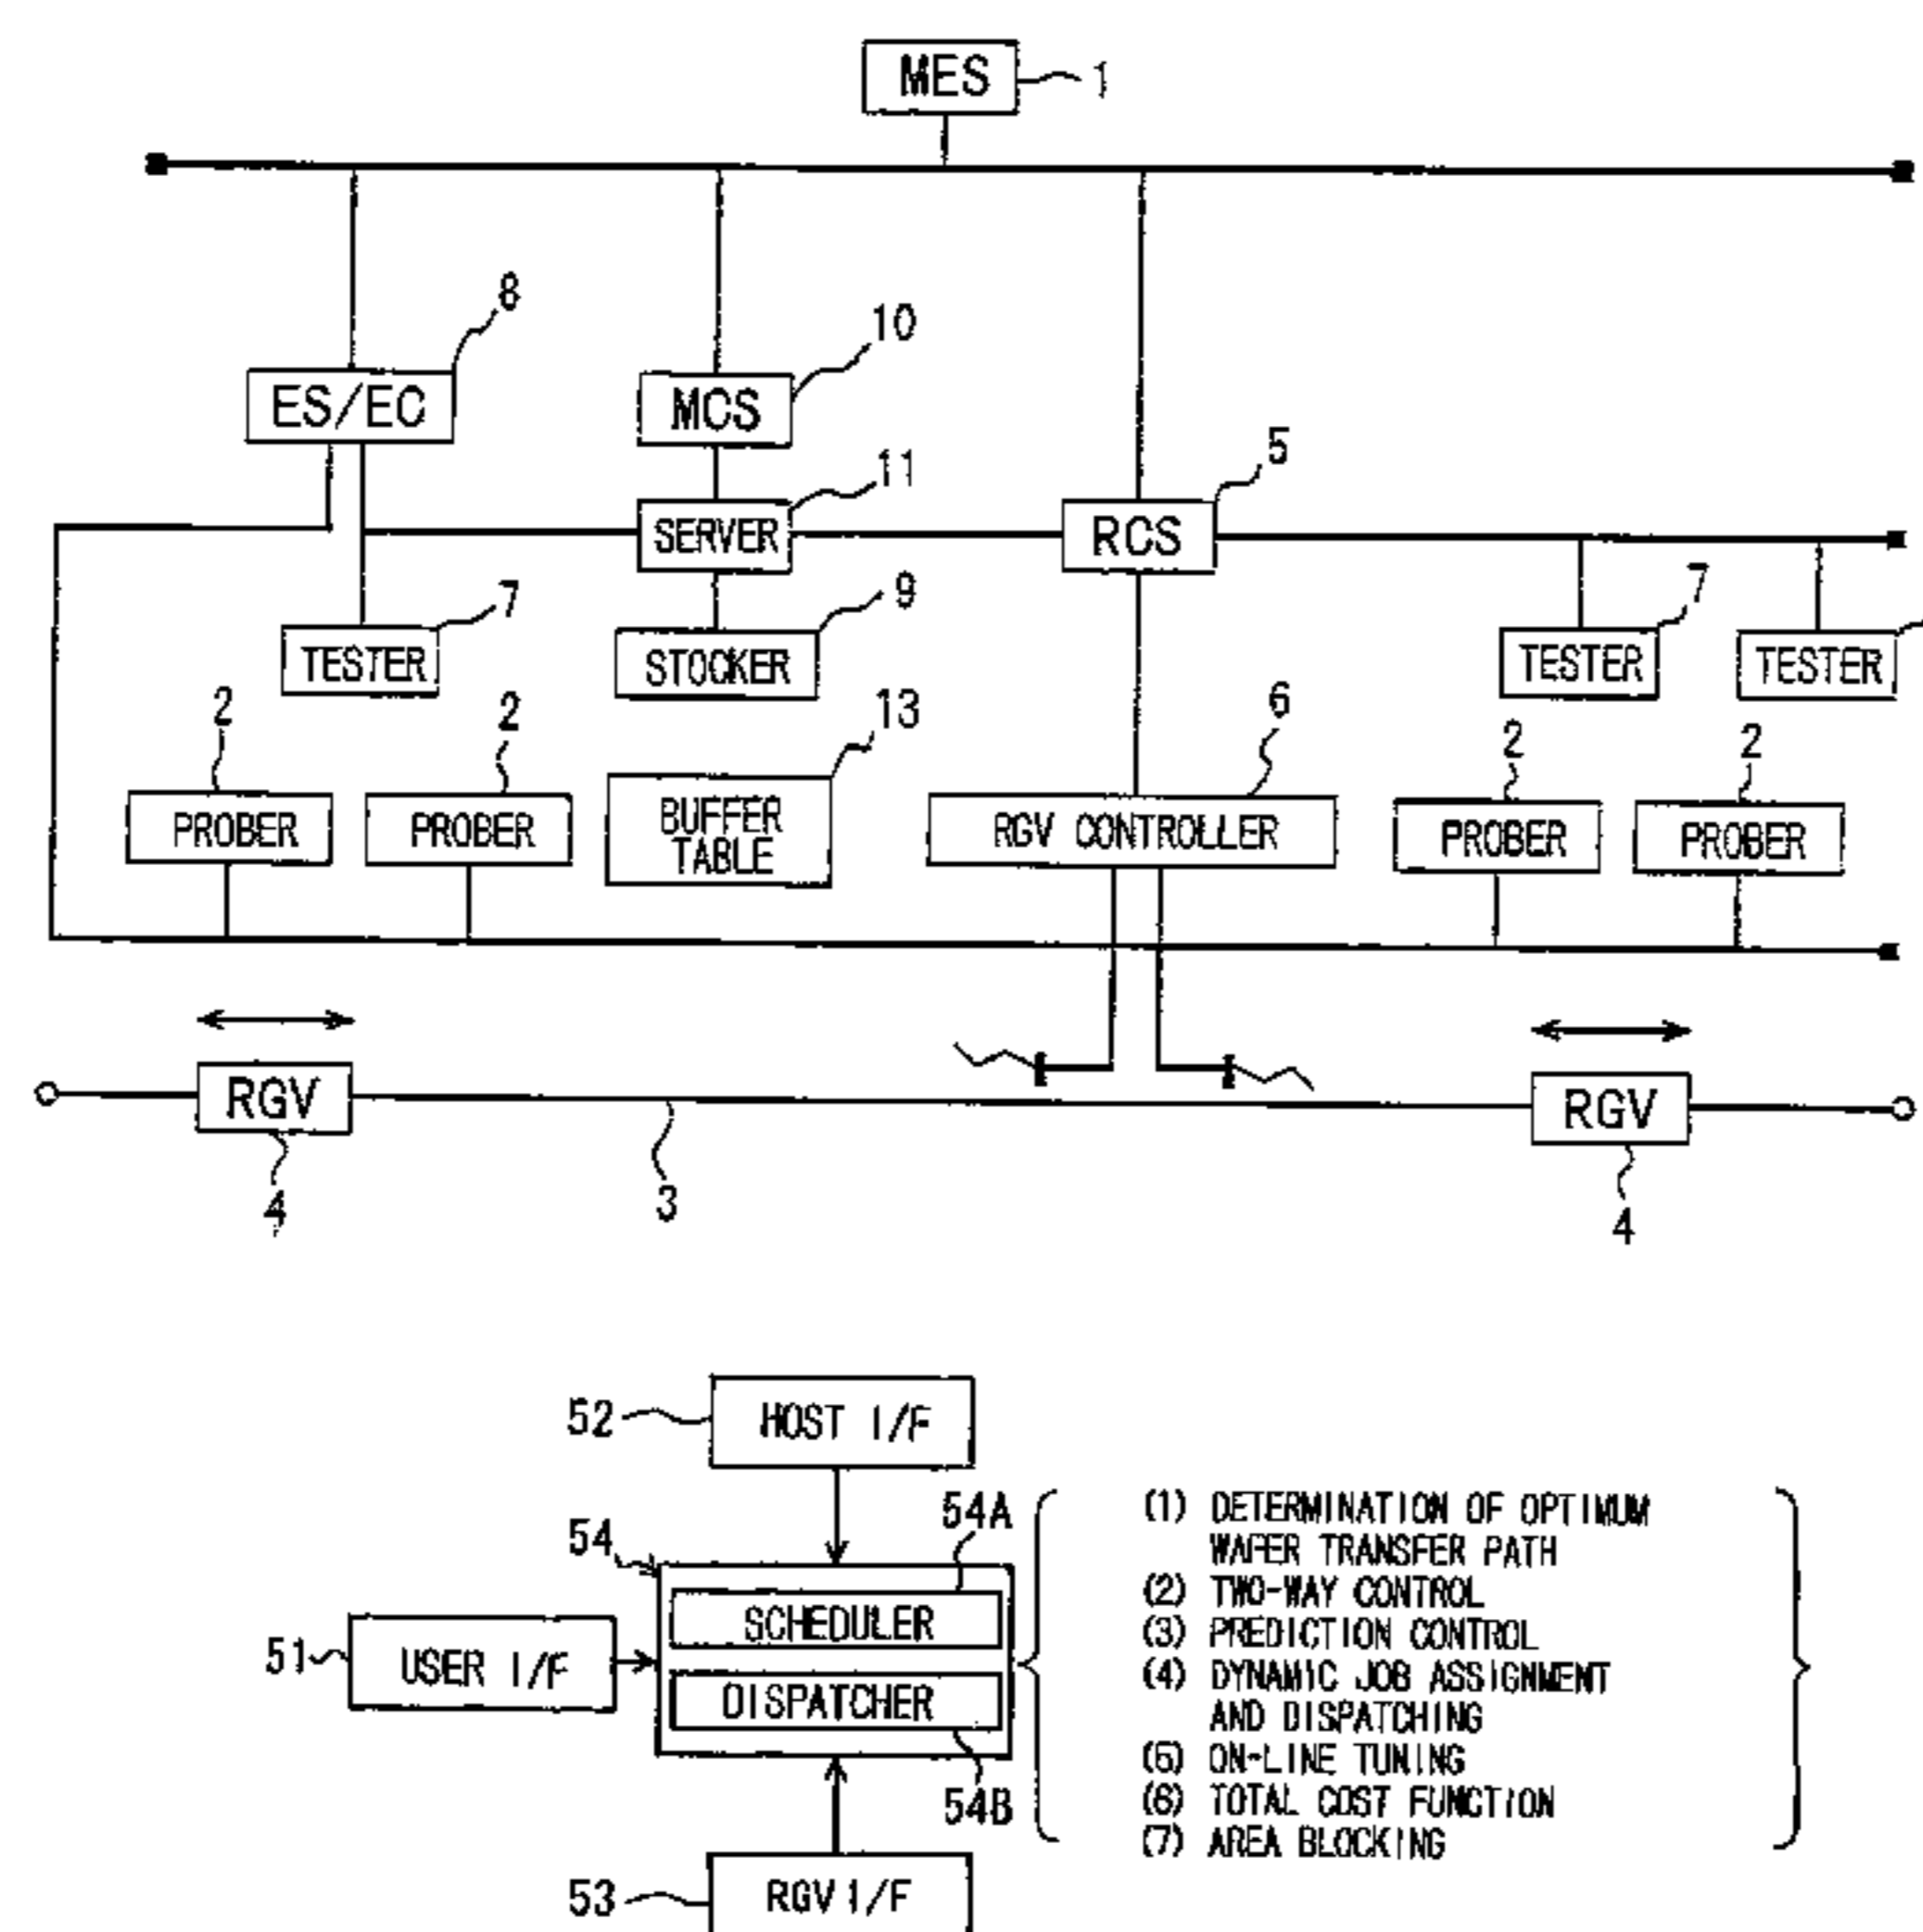 MES 1
8
10
ES/EC
MCS
11
5
SERVER
RCS
7
9
7
TESTER
STOCKER
TESTER
TESTER
2
2
13
6
2
2
PROBER
PROBER
BUFFER
TABLE
RGV CONTROLLER
PROBER
PROBER
RGV
RGV
4
3
4
52
HOST I/F
54
54A
SCHEDULER
51
USER I/F
DISPATCHER
54B
53
RGV I/F
(1) DETERMINATION OF OPTIMUM
WAFER TRANSFER PATH
(2) TWO-WAY CONTROL
(3) PREDICTION CONTROL
(4) DYNAMIC JOB ASSIGNMENT
AND DISPATCHING
(5) ON-LINE TUNING
(6) TOTAL COST FUNCTION
(7) AREA BLOCKING